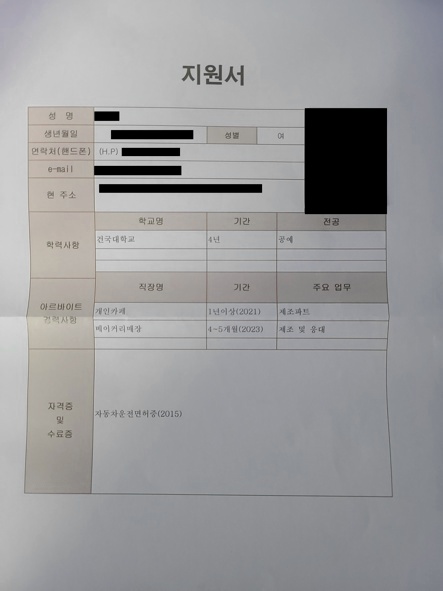 지원서
성 명
생년월일 성별 여
연락처(핸드폰) (H.P)
e-mail
현 주소
학력사항
학교명 기간 전공
건국대학교 4년 공예
아르바이트
경력사항
직장명 기간 주요 업무
개인카페 1년이상(2021) 제조파트
베이커리매장 4-5개월(2023) 제조 및 응대
자격증
및
수료증
자동차운전면허증(2015)